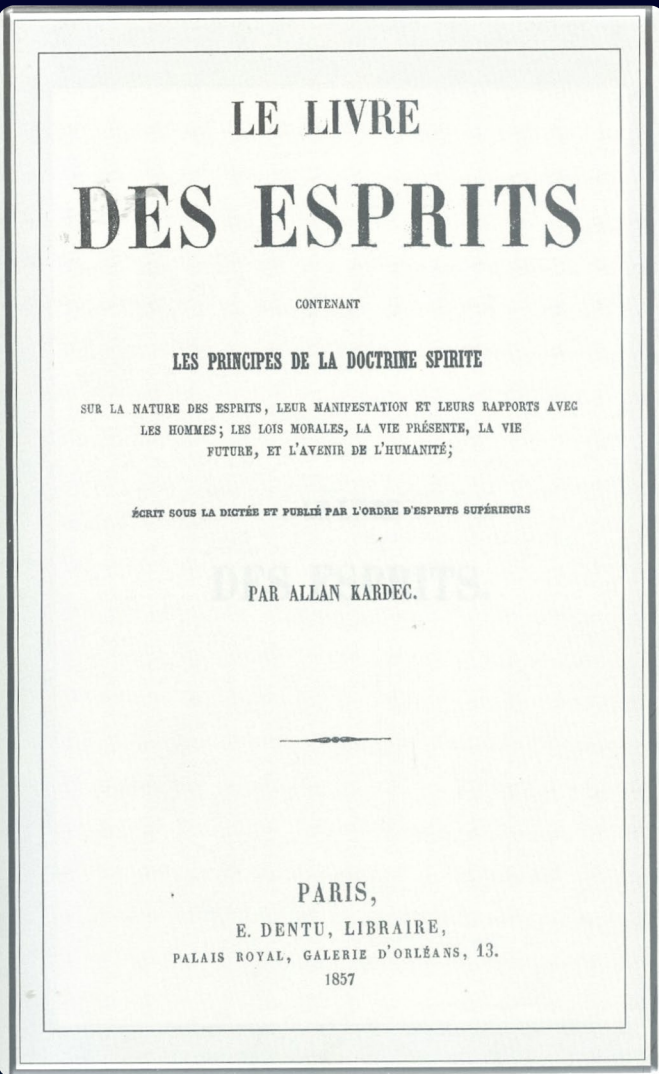 LE LIVRE
DES ESPRITS
CONTENANT
LES PRINCIPES DE LA DOCTRINE SPIRITE
SUR LA NATURE DES ESPRITS, LEUR MANIFESTATION ET LEURS RAPPORTS AVEC
LES HOMMES; LES LOIS MORALES, LA VIE PRÉSENTE, LA VIE
FUTURE, ET L'AVENIR DE L'HUMANITÉ;
ÉCRIT SOUS LA DICTÉE ET PUBLIÉ PAR L'ORDRE D'ESPRITS SUPÉRIEURS
DES ESPRITS.
PAR ALLAN KARDEC.
PARIS,
E. DENTU, LIBRAIRE,
PALAIS ROYAL, GALERIE D'ORLÉANS, 13.
1857